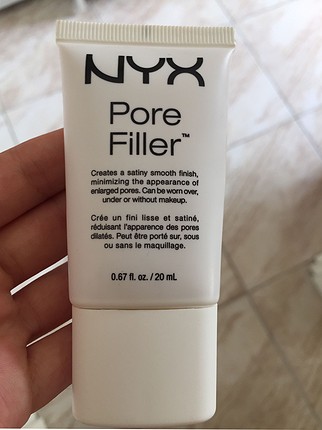 NYX
Pore
Filler™
Creates a satiny smooth finish,
minimizing the appearance of
enlarged pores. Can be worn over,
under or without makeup.
Crée un fini lisse et satiné,
réduisant l'apparence des pores
dilatés. Peut être porté sur, sous
ou sans le maquillage.
0.67 fl. oz. / 20 mL